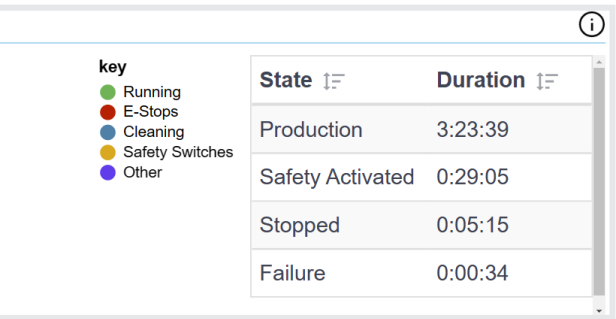 key
Running
E-Stops
Cleaning
Safety Switches
Other
State Duration
Production 3:23:39
Safety Activated 0:29:05
Stopped 0:05:15
Failure 0:00:34